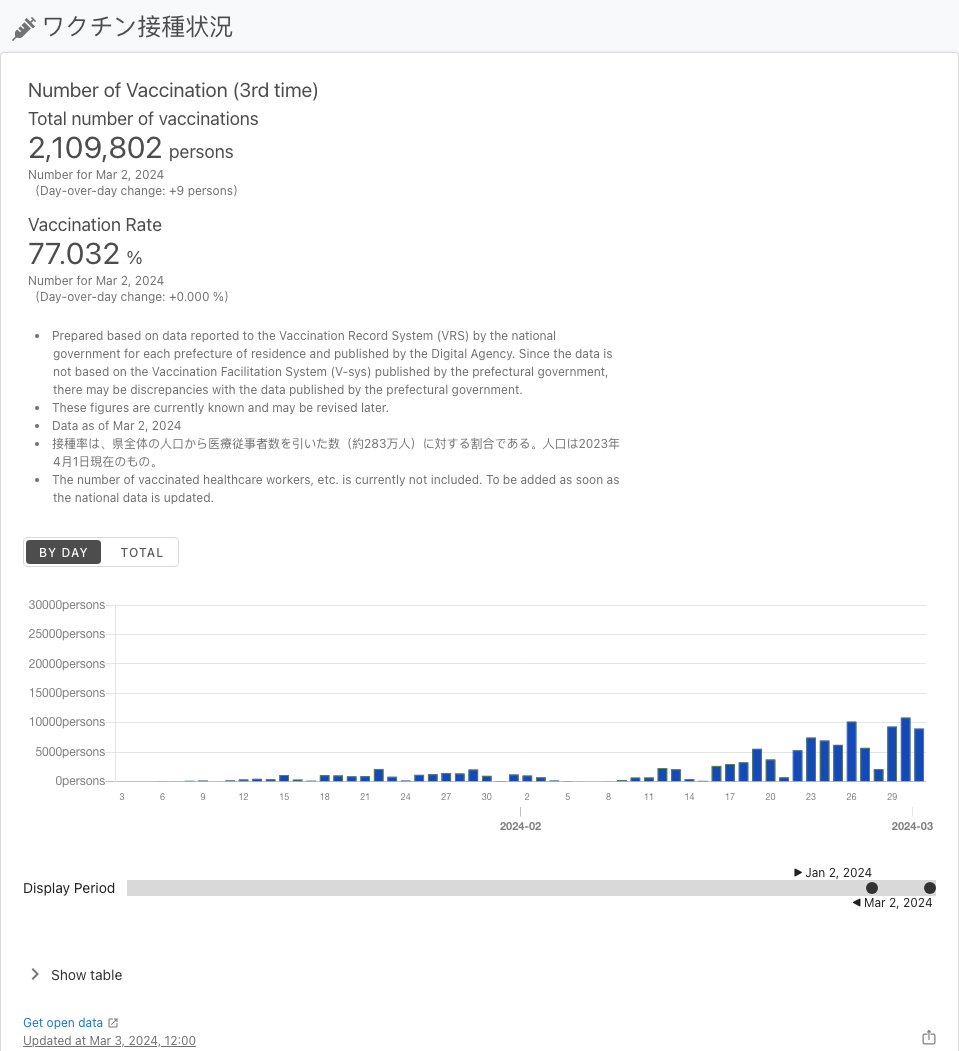 ワクチン接種状況
Number of Vaccination (3rd time)
Total number of vaccinations
2,109,802 persons
Number for Mar 2, 2024
(Day-over-day change: +9 persons)
Vaccination Rate
77.032 %
Number for Mar 2, 2024
(Day-over-day change: +0.000 %)
• Prepared based on data reported to the Vaccination Record System (VRS) by the national
government for each prefecture of residence and published by the Digital Agency. Since the data is
not based on the Vaccination Facilitation System (V-sys) published by the prefectural government,
there may be discrepancies with the data published by the prefectural government.
• These figures are currently known and may be revised later.
• Data as of Mar 2, 2024
• 接種率は、県全体の人口から医療従事者数を引いた数（約283万人）に対する割合である。人口は2023年
4月1日現在のもの。
• The number of vaccinated healthcare workers, etc. is currently not included. To be added as soon as
the national data is updated.
BY DAY TOTAL
30000persons
25000persons
20000persons
15000persons
10000persons
5000persons
0persons
3 6 9 12 15 18 21 24 27 30 2 5 8 11 14 17 20 23 26 29
2024-02 2024-03
Jan 2, 2024
Display Period
Mar 2, 2024
Show table
Get open data
Updated at Mar 3, 2024, 12:00